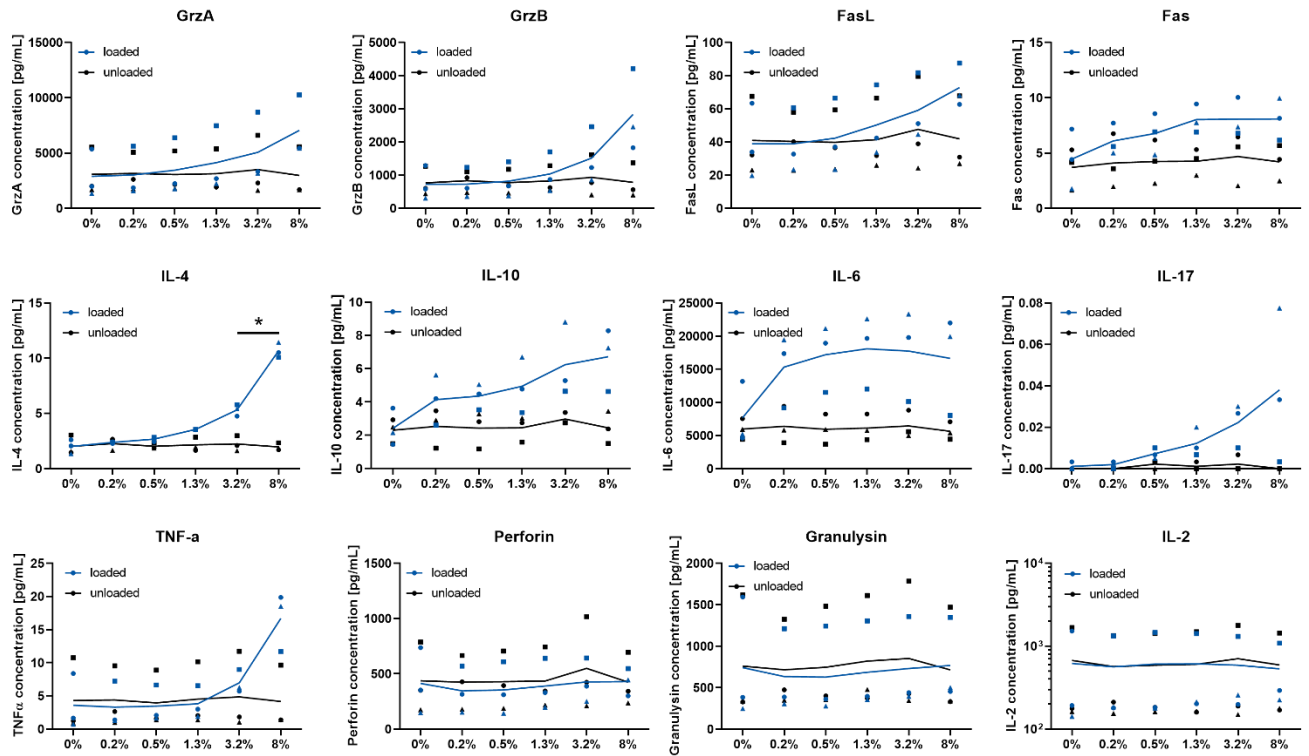 GrzA
GrzA concentration [pg/mL]
15000
10000
5000
0
loaded
unloaded
0% 0.2% 0.5% 1.3% 3.2% 8%
GrzB
GrzB concentration [pg/mL]
5000
4000
3000
2000
1000
0
loaded
unloaded
0% 0.2% 0.5% 1.3% 3.2% 8%
FasL
FasL concentration [pg/mL]
100
80
60
40
20
0
loaded
unloaded
0% 0.2% 0.5% 1.3% 3.2% 8%
Fas
Fas concentration [pg/mL]
15
10
5
0
loaded
unloaded
0% 0.2% 0.5% 1.3% 3.2% 8%
IL-4
IL-4 concentration [pg/mL]
15
10
5
0
loaded
unloaded
*
0% 0.2% 0.5% 1.3% 3.2% 8%
IL-10
IL-10 concentration [pg/mL]
10
8
6
4
2
0
loaded
unloaded
0% 0.2% 0.5% 1.3% 3.2% 8%
IL-6
IL-6 concentration [pg/mL]
25000
20000
15000
10000
5000
0
loaded
unloaded
0% 0.2% 0.5% 1.3% 3.2% 8%
IL-17
IL-17 concentration [pg/mL]
0.08
0.06
0.04
0.02
0.00
loaded
unloaded
0% 0.2% 0.5% 1.3% 3.2% 8%
TNF-a
TNFα concentration [pg/mL]
25
20
15
10
5
0
loaded
unloaded
0% 0.2% 0.5% 1.3% 3.2% 8%
Perforin
Perforin concentration [pg/mL]
1500
1000
500
0
loaded
unloaded
0% 0.2% 0.5% 1.3% 3.2% 8%
Granulysin
Granulysin concentration [pg/mL]
2000
1500
1000
500
0
loaded
unloaded
0% 0.2% 0.5% 1.3% 3.2% 8%
IL-2
IL-2 concentration [pg/mL]
10⁴
10³
10²
loaded
unloaded
0% 0.2% 0.5% 1.3% 3.2% 8%